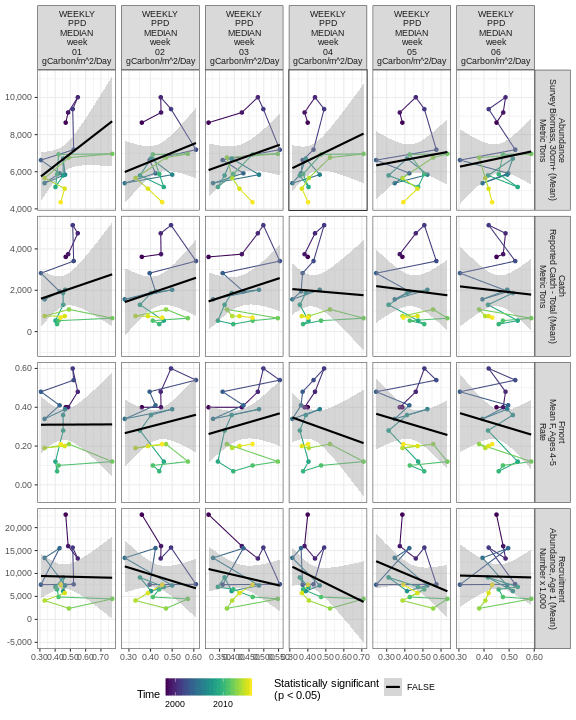 WEEKLY PPD MEDIAN week 01 gCarbon/m^2/Day
WEEKLY PPD MEDIAN week 02 gCarbon/m^2/Day
WEEKLY PPD MEDIAN week 03 gCarbon/m^2/Day
WEEKLY PPD MEDIAN week 04 gCarbon/m^2/Day
WEEKLY PPD MEDIAN week 05 gCarbon/m^2/Day
WEEKLY PPD MEDIAN week 06 gCarbon/m^2/Day
10,000
8,000
6,000
4,000
Abundance
Survey Biomass, 30cm+ (Mean)
Metric Tons
4,000
2,000
0
Catch
Reported Catch - Total (Mean)
Metric Tons
0.60
0.40
0.20
0.00
Fmort
Mean F, Ages 4-5
Rate
20,000
15,000
10,000
5,000
0
-5,000
Recruitment
Abundance, Age 1 (Mean)
Number x 1,000
0.30 0.40 0.50 0.60 0.70
0.30 0.40 0.50 0.60
0.30 0.40 0.50 0.60 0.70
0.30 0.40 0.50 0.60
0.30 0.40 0.50 0.60
Time
2000 2010
Statistically significant
(p < 0.05)
FALSE